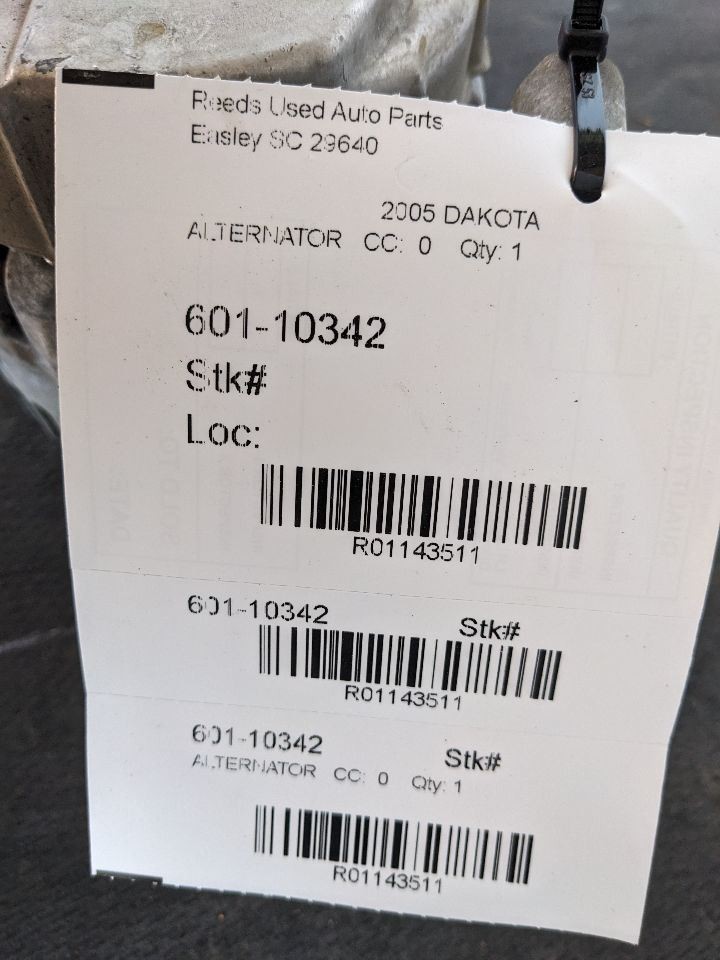 Reeds Used Auto Parts
Easley SC 29640
2005 DAKOTA
ALTERNATOR CC: 0 Qty: 1
601-10342
Stk#
Loc:
R01143511
601-10342 Stk#
R01143511
601-10342 Stk#
ALTERNATOR CC: 0 Qty: 1
R01143511